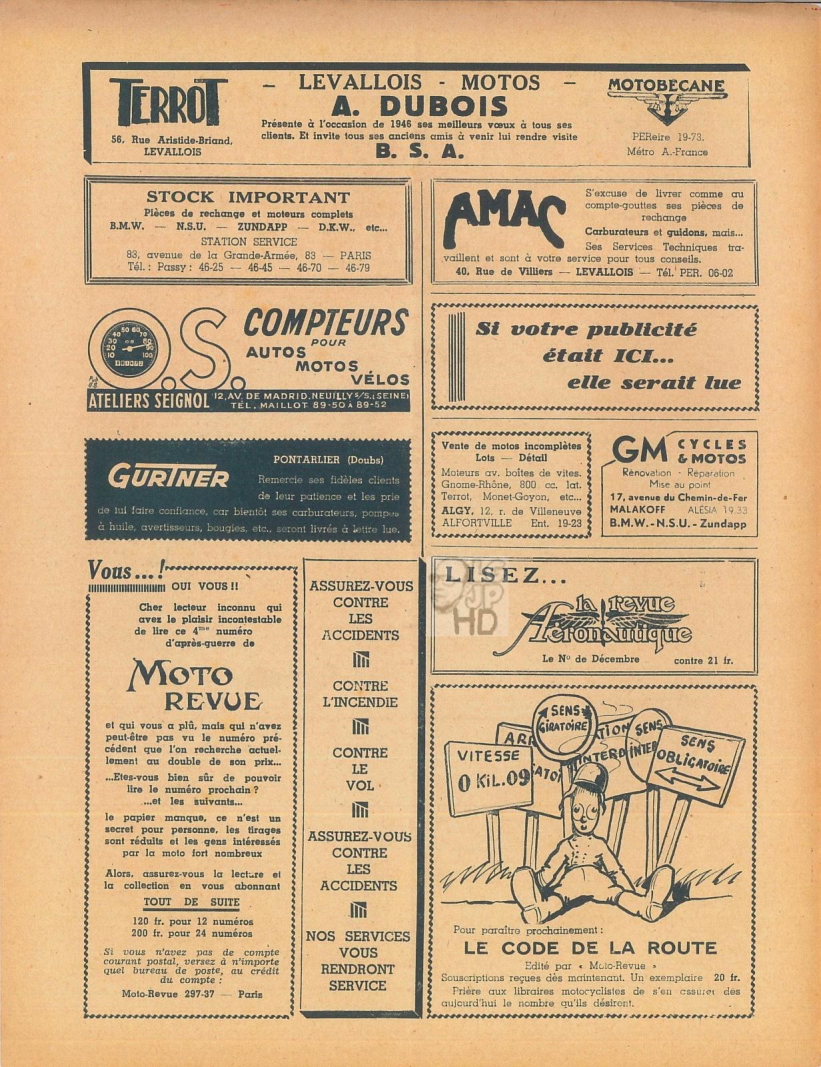 TERROT
56, Rue Aristide-Briand,
LEVALLOIS
– LEVALLOIS - MOTOS –
A. DUBOIS
Présente à l'occasion de 1946 ses meilleurs vœux à tous ses
clients. Et invite tous ses anciens amis à venir lui rendre visite
B. S. A.
MOTOBECANE
PEReire 19-73.
Métro A.-France
STOCK IMPORTANT
Pièces de rechange et moteurs complets
B.M.W. — N.S.U. — ZUNDAPP — D.K.W., etc...
STATION SERVICE
83, avenue de la Grande-Armée, 83 — PARIS
Tél. : Passy : 46-25 — 46-45 — 46-70 — 46-79
AMAC
S'excuse de livrer comme au
compte-gouttes ses pièces de
rechange
Carburateurs et guidons, mais...
Ses Services Techniques tra-
vaillent et sont à votre service pour tous conseils.
40, Rue de Villiers — LEVALLOIS — Tél. PER. 06-02
O.S.
10 20 30 40 50 60 70 80 90 100
COMPTEURS
POUR
AUTOS
MOTOS
VÉLOS
ATELIERS SEIGNOL
12, AV. DE MADRID, NEUILLY S/S. (SEINE)
TÉL. MAILLOT 89-50 À 89-52
Si votre publicité
était ICI...
elle serait lue
GURTNER
PONTARLIER (Doubs)
Remercie ses fidèles clients
de leur patience et les prie
de lui faire confiance, car bientôt ses carburateurs, pompes
à huile, avertisseurs, bougies, etc., seront livrés à lettre lue.
Vente de motos incomplètes
Lots — Détail
Moteurs av. boîtes de vites.
Gnome-Rhône, 800 cc. lat.
Terrot, Monet-Goyon, etc...
ALGY, 12, r. de Villeneuve
ALFORTVILLE Ent. 19-23
GM CYCLES
& MOTOS
Rénovation - Réparation
Mise au point
17, avenue du Chemin-de-Fer
MALAKOFF ALÉSIA 19.33
B.M.W. - N.S.U. - Zundapp
Vous...!
OUI VOUS !!
Cher lecteur inconnu qui
avez le plaisir incontestable
de lire ce 4me numéro
d'après-guerre de
MOTO
REVUE
et qui vous a plû, mais qui n'avez
peut-être pas vu le numéro pré-
cédent que l'on recherche actuel-
lement au double de son prix...
...Etes-vous bien sûr de pouvoir
lire le numéro prochain ?
...et les suivants...
le papier manque, ce n'est un
secret pour personne, les tirages
sont réduits et les gens intéressés
par la moto fort nombreux
Alors, assurez-vous la lecture et
la collection en vous abonnant
TOUT DE SUITE
120 fr. pour 12 numéros
200 fr. pour 24 numéros
Si vous n'avez pas de compte
courant postal, versez à n'importe
quel bureau de poste, au crédit
du compte :
Moto-Revue 297-37 — Paris
ASSUREZ-VOUS
CONTRE
LES
ACCIDENTS
CONTRE
L'INCENDIE
CONTRE
LE
VOL
ASSUREZ-VOUS
CONTRE
LES
ACCIDENTS
NOS SERVICES
VOUS
RENDRONT
SERVICE
LISEZ...
la revue
Aéronautique
Le No de Décembre contre 21 fr.
HD
SENS
GIRATOIRE
VITESSE
0 KIL.09
ARR
GATOI
TION
INTERD
SENS
INTER
SENS
OBLIGATOIRE
Pour paraître prochainement :
LE CODE DE LA ROUTE
Edité par « Moto-Revue »
Souscriptions reçues dès maintenant. Un exemplaire 20 fr.
Prière aux libraires motocyclistes de s'en assurer dès
aujourd'hui le nombre qu'ils désirent.